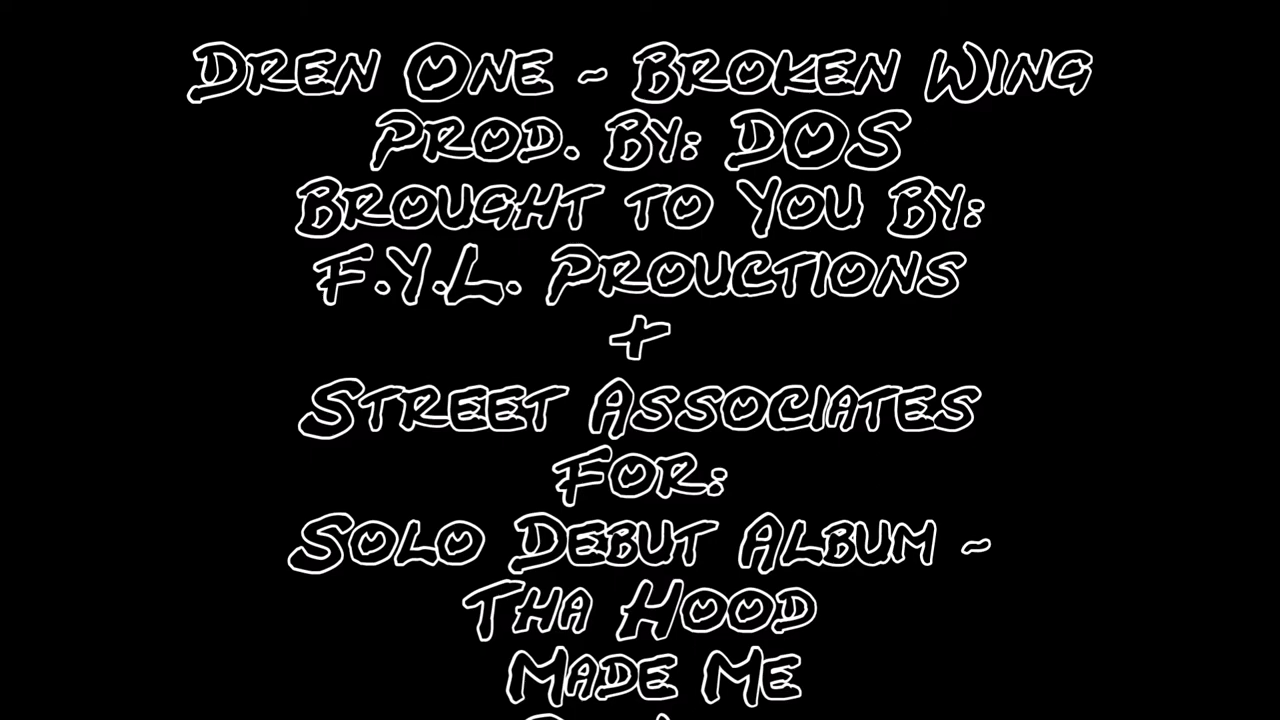 Dren One ~ Broken Wing
Prod. By: DOS
Brought to You By:
F.Y.L. Prouctions
+
Street Associates
For:
Solo Debut Album ~
Tha Hood
Made Me